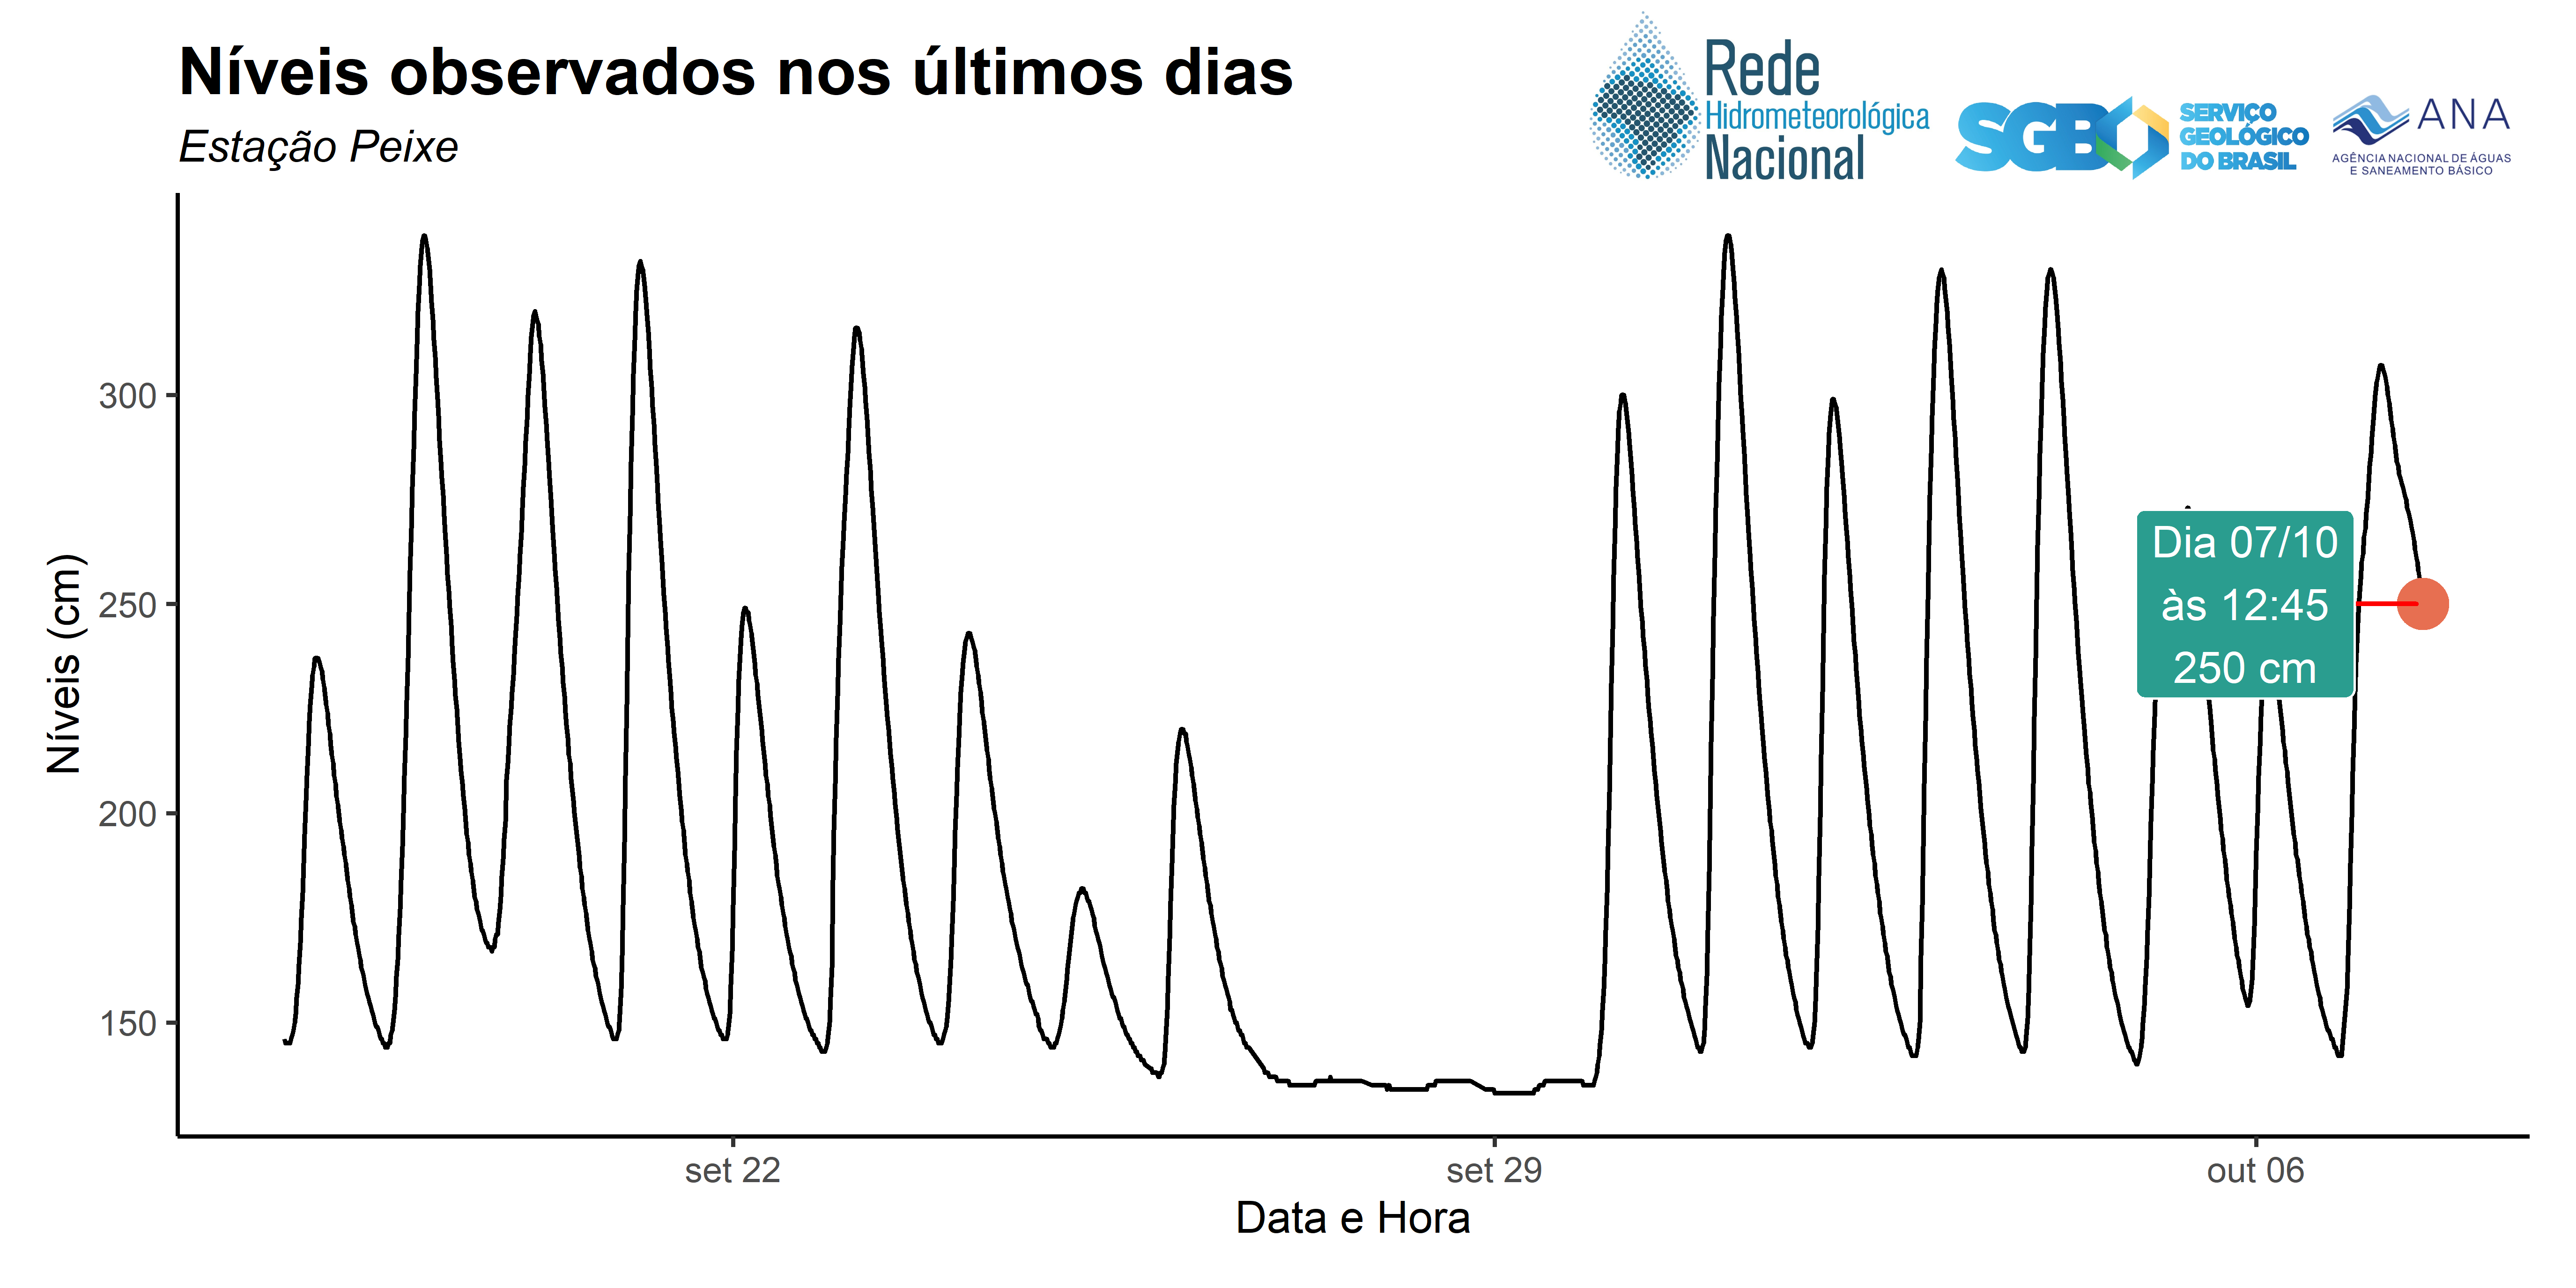 Níveis observados nos últimos dias
Estação Peixe
Rede
Hidrometeorológica
Nacional
SGB
SERVIÇO
GEOLÓGICO
DO BRASIL
ANA
AGÊNCIA NACIONAL DE ÁGUAS
E SANEAMENTO BÁSICO
Níveis (cm)
300
250
200
150
Dia 07/10
às 12:45
250 cm
set 22
set 29
out 06
Data e Hora